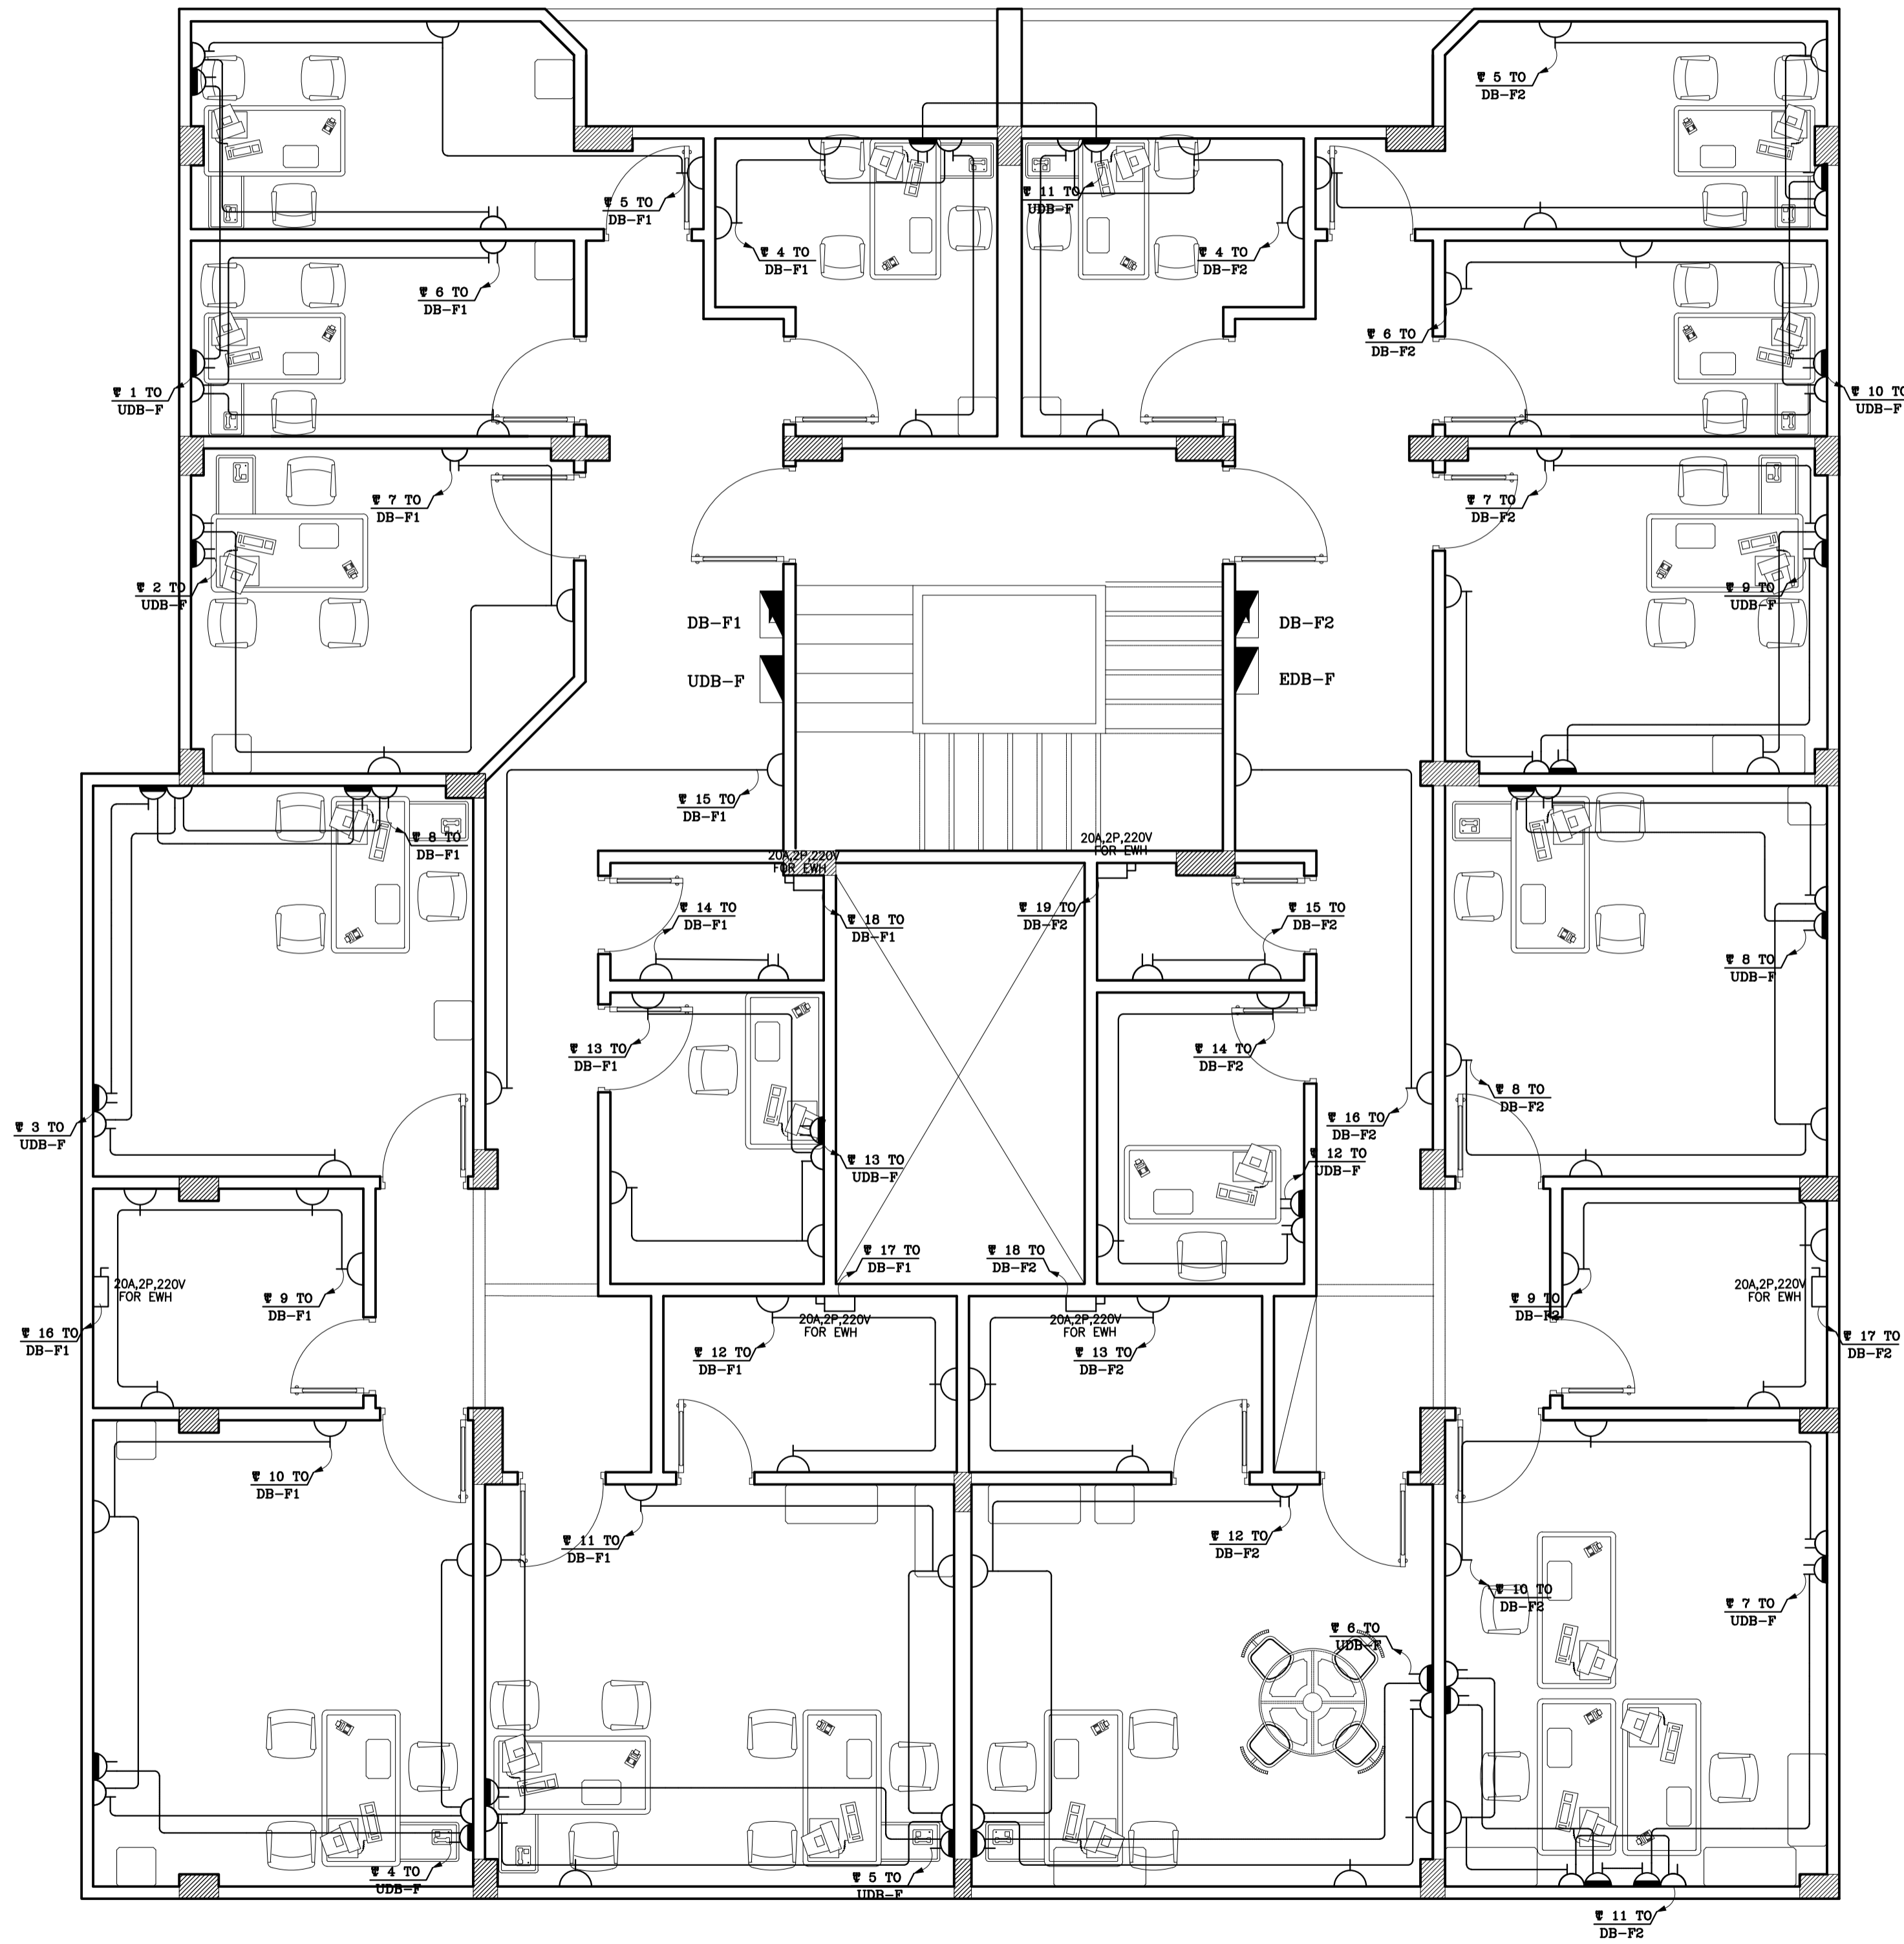 ₠ 5 TO
DB-F2
₠ 5 TO
DB-F1
₠ 11 TO
UDB-F
₠ 4 TO
DB-F1
₠ 4 TO
DB-F2
₠ 6 TO
DB-F1
₠ 6 TO
DB-F2
₠ 1 TO
UDB-F
₠ 10 TO
UDB-F
₠ 7 TO
DB-F1
₠ 7 TO
DB-F2
₠ 2 TO
UDB-F
₠ 9 TO
UDB-F
DB-F1
DB-F2
UDB-F
EDB-F
₠ 15 TO
DB-F1
₠ 8 TO
DB-F1
20A,2P,220V
FOR EWH
20A,2P,220V
FOR EWH
₠ 14 TO
DB-F1
₠ 18 TO
DB-F1
₠ 19 TO
DB-F2
₠ 15 TO
DB-F2
₠ 8 TO
UDB-F
₠ 13 TO
DB-F1
₠ 14 TO
DB-F2
₠ 8 TO
DB-F2
₠ 3 TO
UDB-F
₠ 16 TO
DB-F2
₠ 13 TO
UDB-F
₠ 12 TO
UDB-F
₠ 17 TO
DB-F1
₠ 18 TO
DB-F2
20A,2P,220V
FOR EWH
₠ 9 TO
DB-F1
₠ 9 TO
DB-F2
20A,2P,220V
FOR EWH
₠ 16 TO
DB-F1
20A,2P,220V
FOR EWH
20A,2P,220V
FOR EWH
₠ 17 TO
DB-F2
₠ 12 TO
DB-F1
₠ 13 TO
DB-F2
₠ 10 TO
DB-F1
₠ 11 TO
DB-F1
₠ 12 TO
DB-F2
₠ 10 TO
DB-F2
₠ 7 TO
UDB-F
₠ 6 TO
UDB-F
₠ 4 TO
UDB-F
₠ 5 TO
UDB-F
₠ 11 TO
DB-F2